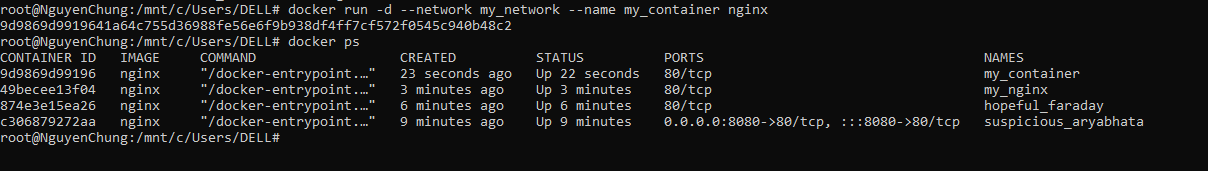 root@NguyenChung:/mnt/c/Users/DELL# docker run -d --network my_network --name my_container nginx
9d9869d9919641a64c755d36988fe56e6f9b938df4ff7cf572f0545c940b48c2
root@NguyenChung:/mnt/c/Users/DELL# docker ps
CONTAINER ID   IMAGE     COMMAND                  CREATED          STATUS          PORTS                                   NAMES
9d9869d99196   nginx     "/docker-entrypoint.…"   23 seconds ago   Up 22 seconds   80/tcp                                  my_container
49becee13f04   nginx     "/docker-entrypoint.…"   3 minutes ago    Up 3 minutes    80/tcp                                  my_nginx
874e3e15ea26   nginx     "/docker-entrypoint.…"   6 minutes ago    Up 6 minutes    80/tcp                                  hopeful_faraday
c306879272aa   nginx     "/docker-entrypoint.…"   9 minutes ago    Up 9 minutes    0.0.0.0:8080->80/tcp, :::8080->80/tcp   suspicious_aryabhata
root@NguyenChung:/mnt/c/Users/DELL#